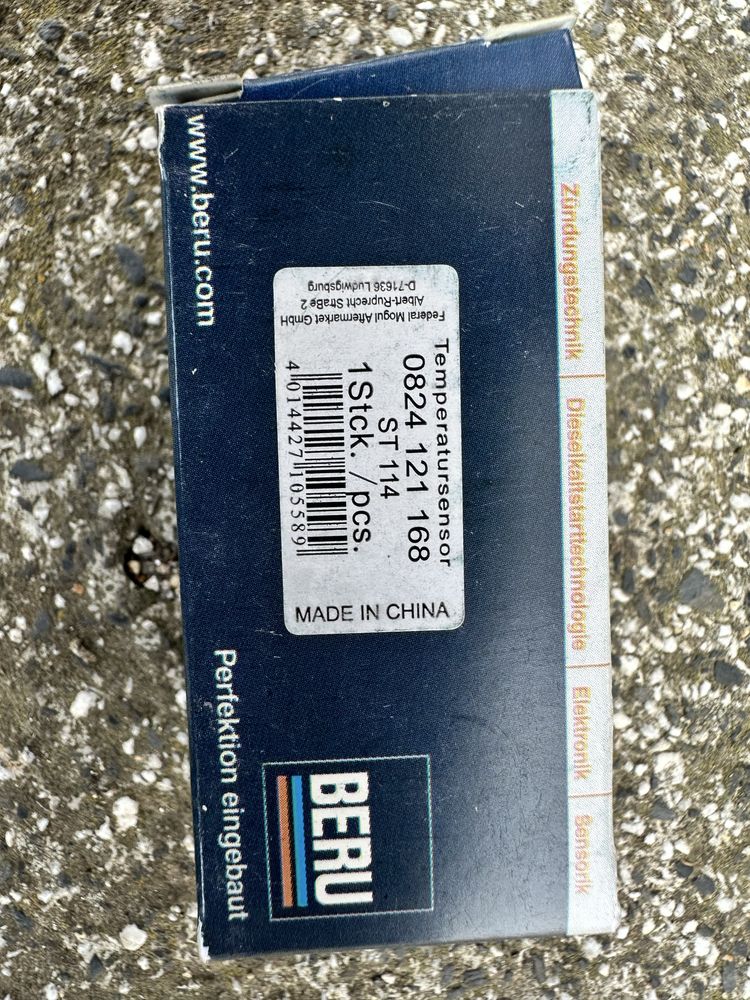 Zündungstechnik
Dieselkaltstarttechnologie
Elektronik
Sensorik
Temperatursensor
0824 121 168
ST 114
1Stck. /pcs.
4 014427 105589
MADE IN CHINA
Federal Mogul Aftermarket GmbH
Albert-Ruprecht Straße 2
D-71636 Ludwigsburg
BERU
www.beru.com
Perfektion eingebaut